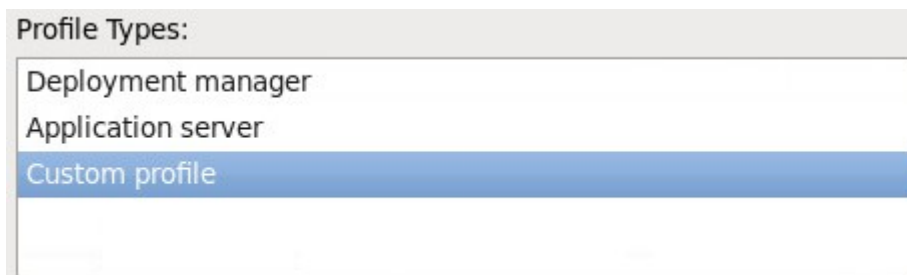 Profile Types:
Deployment manager
Application server
Custom profile